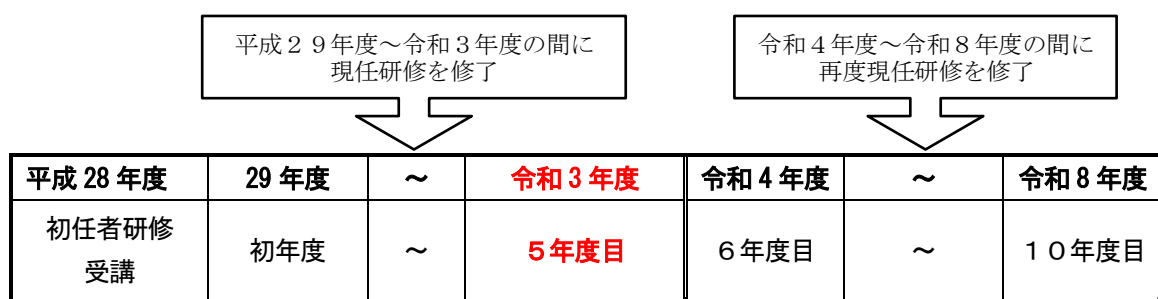 平成２９年度～令和３年度の間に
現任研修を修了
令和４年度～令和８年度の間に
再度現任研修を修了
平成 28 年度 29 年度 ～ 令和 3 年度 令和 4 年度 ～ 令和 8 年度
初任者研修
受講
初年度 ～ ５年度目 ６年度目 ～ １０年度目